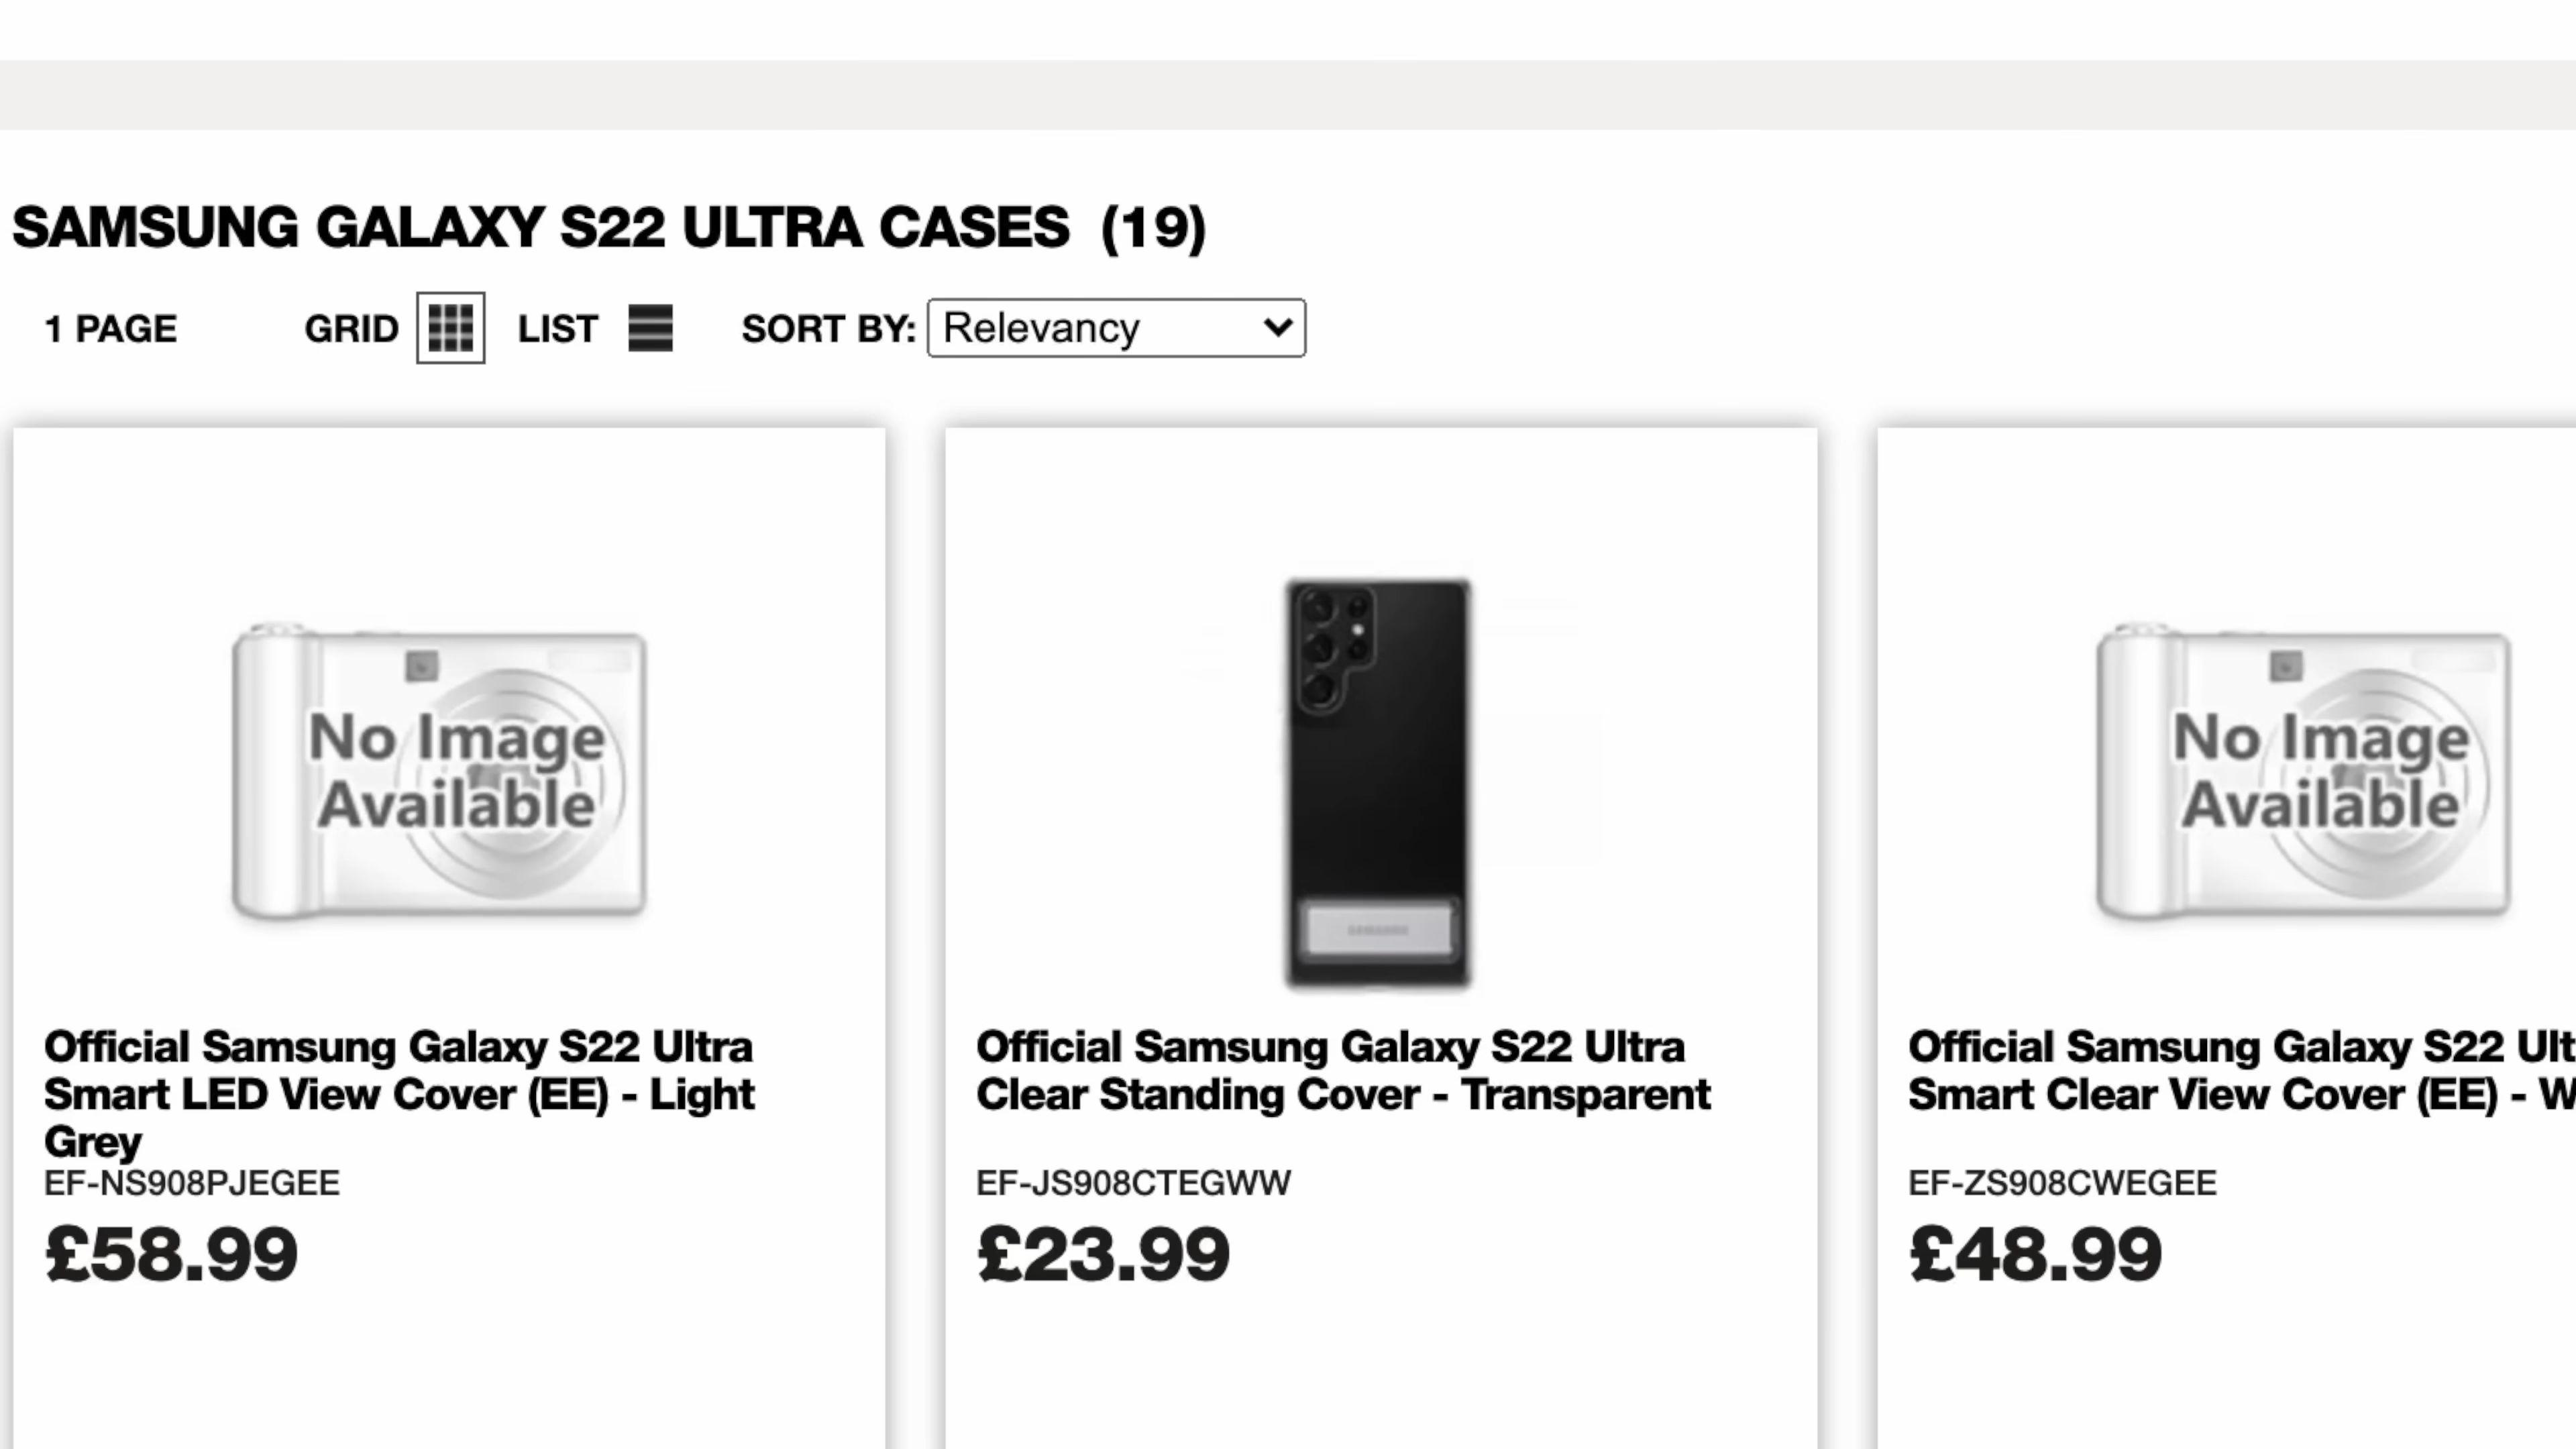 SAMSUNG GALAXY S22 ULTRA CASES (19)
1 PAGE GRID LIST SORT BY: Relevancy
No Image
Available
SAMSUNG
No Image
Available
Official Samsung Galaxy S22 Ultra
Smart LED View Cover (EE) - Light
Grey
EF-NS908PJEGEE
£58.99
Official Samsung Galaxy S22 Ultra
Clear Standing Cover - Transparent
EF-JS908CTEGWW
£23.99
Official Samsung Galaxy S22 Ult
Smart Clear View Cover (EE) - W
EF-ZS908CWEGEE
£48.99